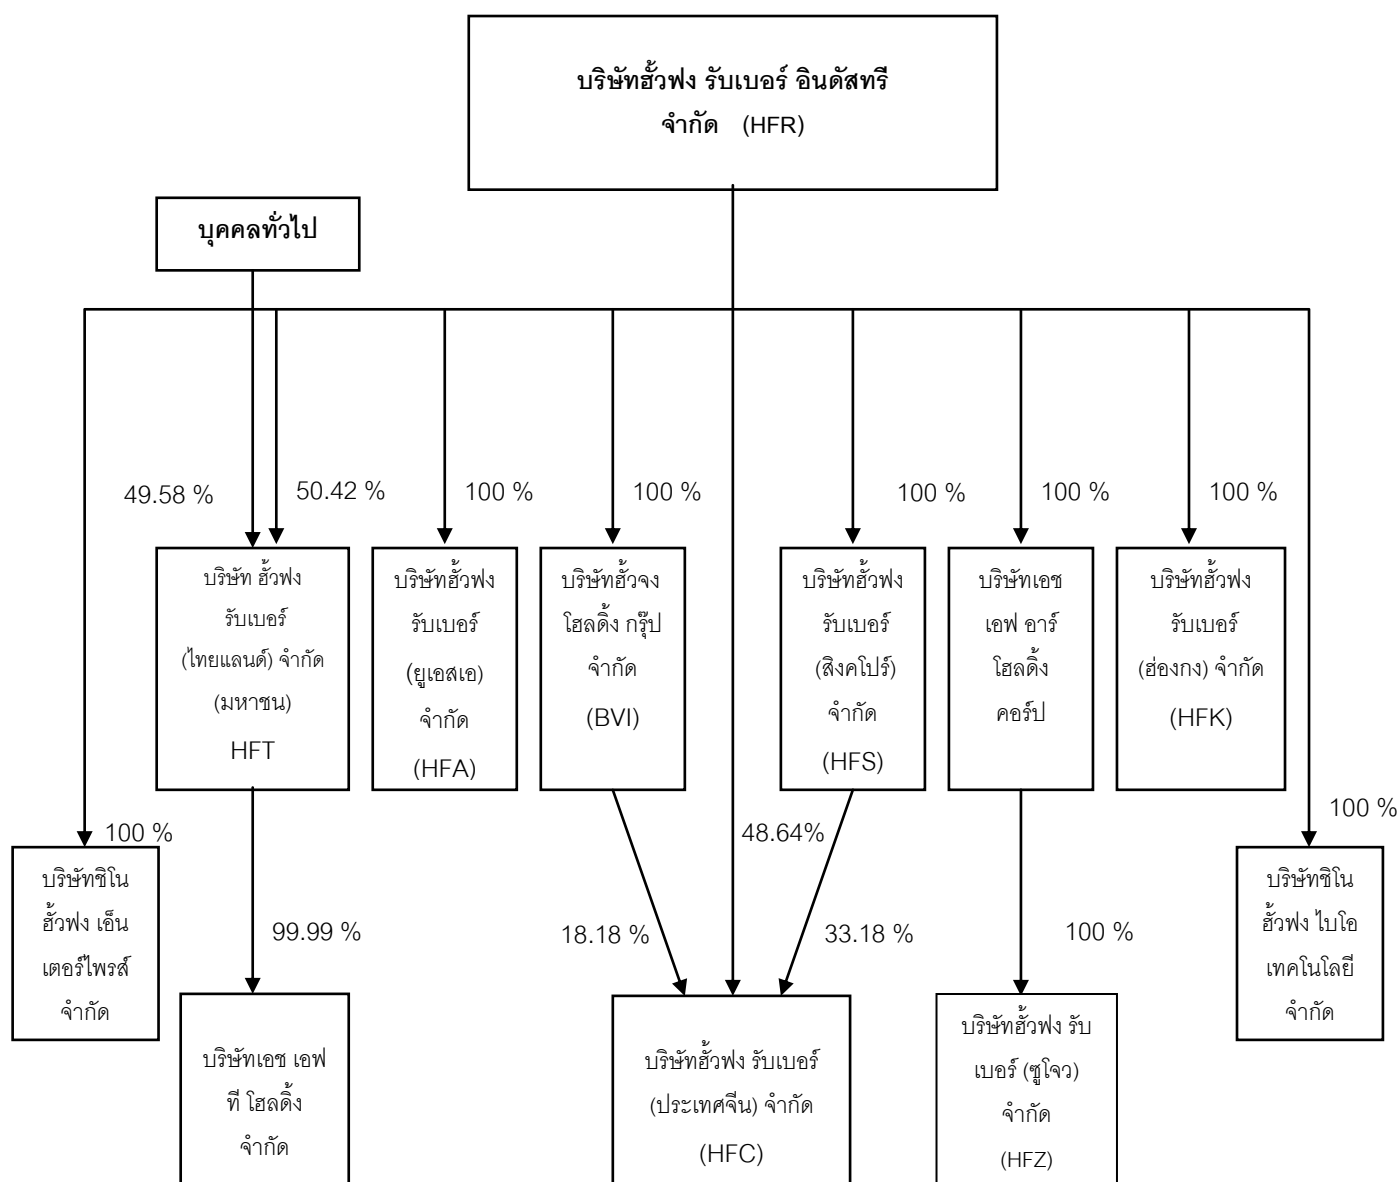 บริษัทฮั้วฟง รับเบอร์ อินดัสทรี
จำกัด (HFR)
บุคคลทั่วไป
49.58 %
50.42 %
100 %
100 %
100 %
100 %
100 %
บริษัท ฮั้วฟง
รับเบอร์
(ไทยแลนด์) จำกัด
(มหาชน)
HFT
บริษัทฮั้วฟง
รับเบอร์
(ยูเอสเอ)
จำกัด
(HFA)
บริษัทฮั้วจง
โฮลดิ้ง กรุ๊ป
จำกัด
(BVI)
บริษัทฮั้วฟง
รับเบอร์
(สิงคโปร์)
จำกัด
(HFS)
บริษัทเอช
เอฟ อาร์
โฮลดิ้ง
คอร์ป
บริษัทฮั้วฟง
รับเบอร์
(ฮ่องกง) จำกัด
(HFK)
100 %
48.64%
100 %
บริษัทชิโน
ฮั้วฟง เอ็น
เตอร์ไพรส์
จำกัด
99.99 %
18.18 %
33.18 %
100 %
บริษัทชิโน
ฮั้วฟง ไบโอ
เทคโนโลยี
จำกัด
บริษัทเอช เอฟ
ที โฮลดิ้ง
จำกัด
บริษัทฮั้วฟง รับเบอร์
(ประเทศจีน) จำกัด
(HFC)
บริษัทฮั้วฟง รับ
เบอร์ (ซูโจว)
จำกัด
(HFZ)